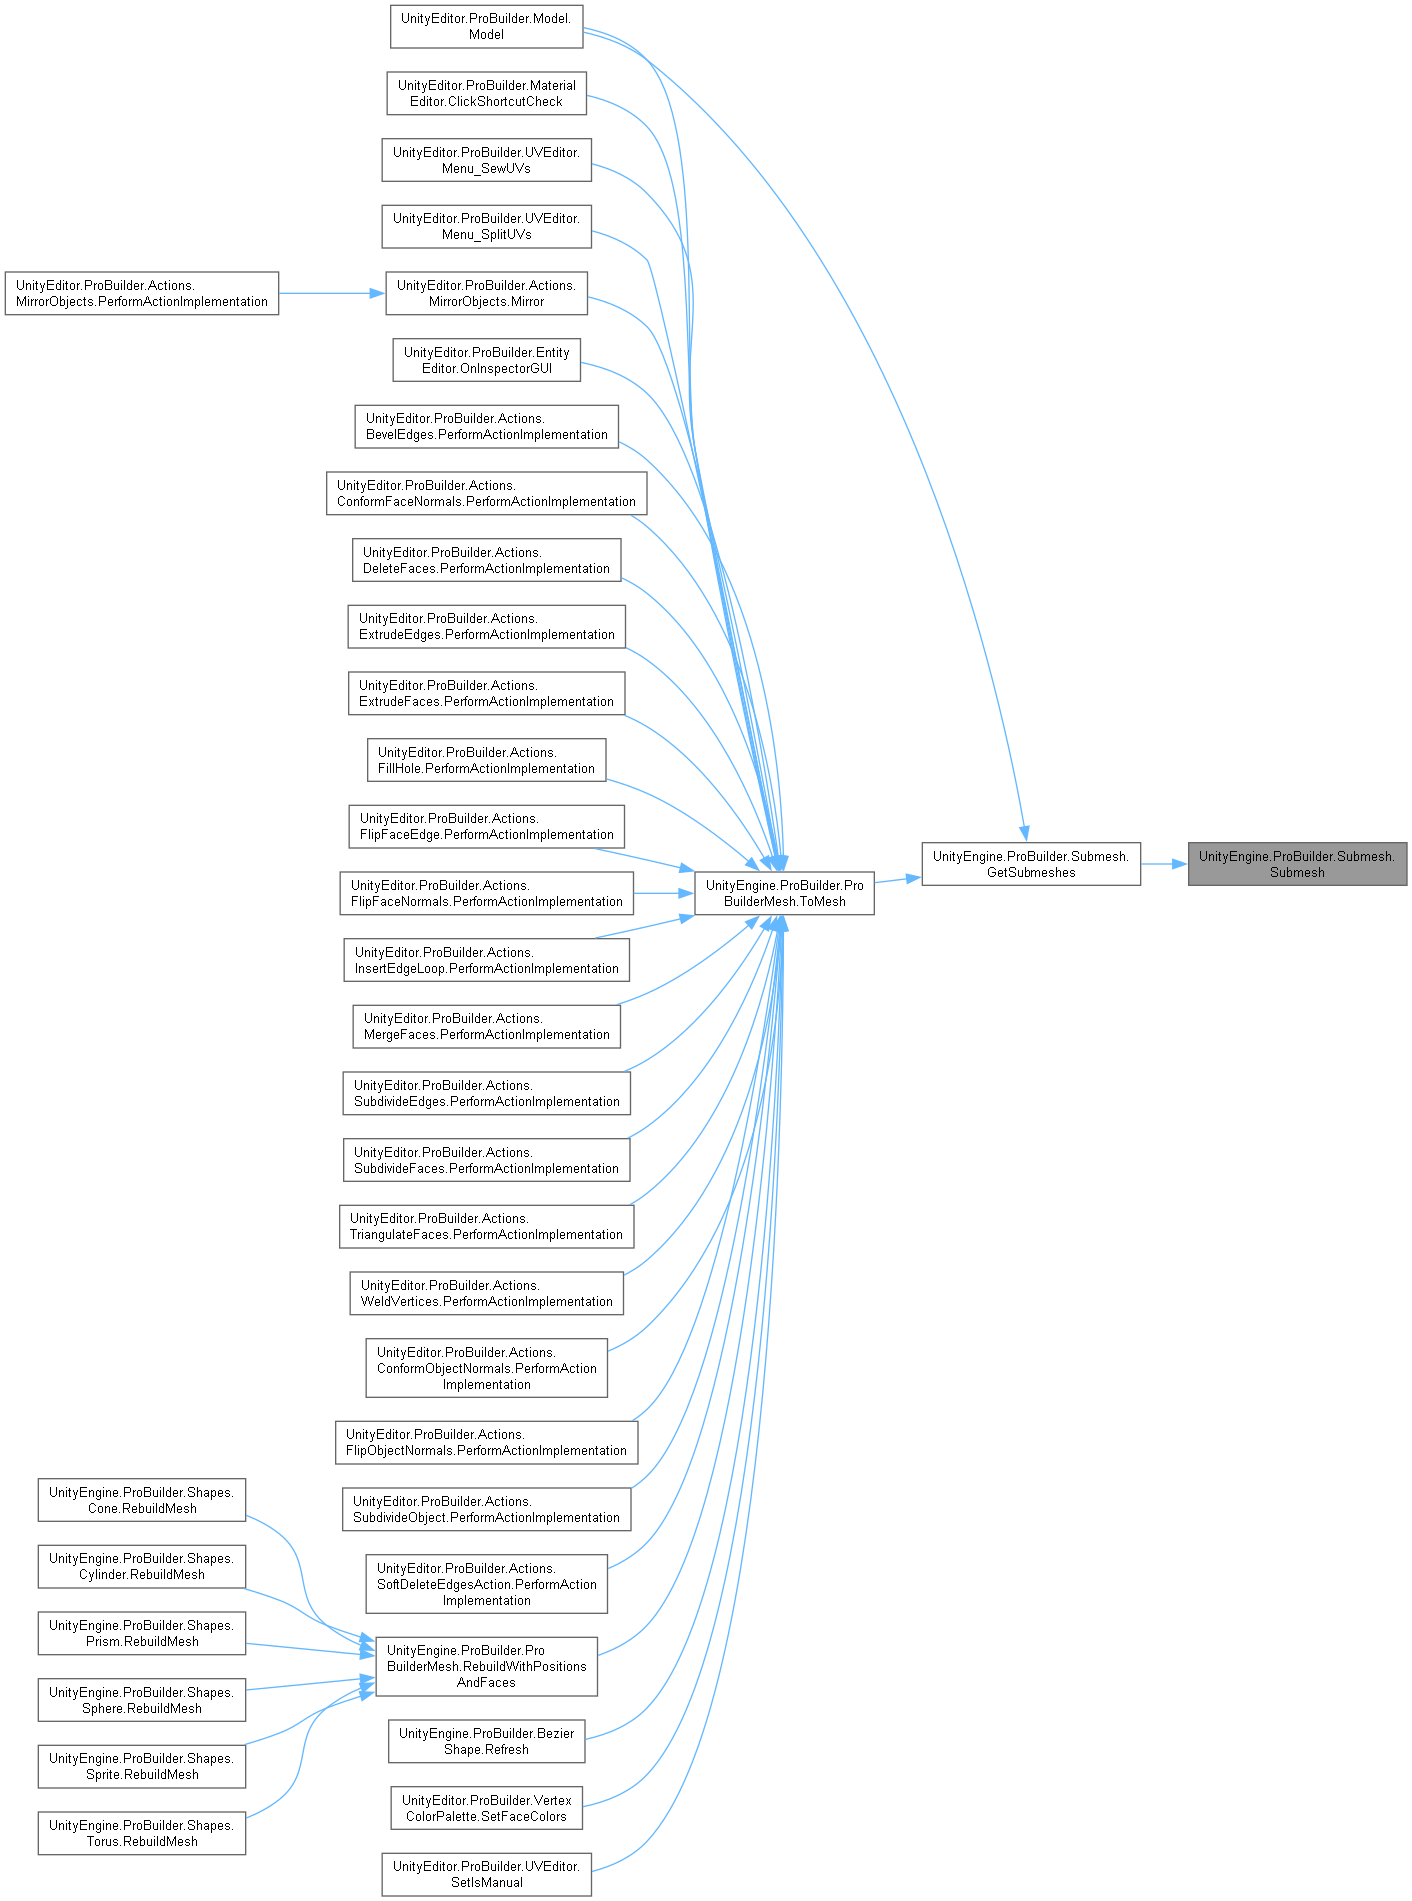 UnityEditor.ProBuilder.Model.
Model
UnityEditor.ProBuilder.Material
Editor.ClickShortcutCheck
UnityEditor.ProBuilder.UVEditor.
Menu_SewUVs
UnityEditor.ProBuilder.UVEditor.
Menu_SplitUVs
UnityEditor.ProBuilder.Actions.
MirrorObjects.PerformActionImplementation
UnityEditor.ProBuilder.Actions.
MirrorObjects.Mirror
UnityEditor.ProBuilder.Entity
Editor.OnInspectorGUI
UnityEditor.ProBuilder.Actions.
BevelEdges.PerformActionImplementation
UnityEditor.ProBuilder.Actions.
ConformFaceNormals.PerformActionImplementation
UnityEditor.ProBuilder.Actions.
DeleteFaces.PerformActionImplementation
UnityEditor.ProBuilder.Actions.
ExtrudeEdges.PerformActionImplementation
UnityEditor.ProBuilder.Actions.
ExtrudeFaces.PerformActionImplementation
UnityEditor.ProBuilder.Actions.
FillHole.PerformActionImplementation
UnityEditor.ProBuilder.Actions.
FlipFaceEdge.PerformActionImplementation
UnityEngine.ProBuilder.Submesh.
GetSubmeshes
UnityEngine.ProBuilder.Submesh.
Submesh
UnityEngine.ProBuilder.Pro
BuilderMesh.ToMesh
UnityEditor.ProBuilder.Actions.
FlipFaceNormals.PerformActionImplementation
UnityEditor.ProBuilder.Actions.
InsertEdgeLoop.PerformActionImplementation
UnityEditor.ProBuilder.Actions.
MergeFaces.PerformActionImplementation
UnityEditor.ProBuilder.Actions.
SubdivideEdges.PerformActionImplementation
UnityEditor.ProBuilder.Actions.
SubdivideFaces.PerformActionImplementation
UnityEditor.ProBuilder.Actions.
TriangulateFaces.PerformActionImplementation
UnityEditor.ProBuilder.Actions.
WeldVertices.PerformActionImplementation
UnityEditor.ProBuilder.Actions.
ConformObjectNormals.PerformAction
Implementation
UnityEditor.ProBuilder.Actions.
FlipObjectNormals.PerformActionImplementation
UnityEditor.ProBuilder.Actions.
SubdivideObject.PerformActionImplementation
UnityEditor.ProBuilder.Actions.
SoftDeleteEdgesAction.PerformAction
Implementation
UnityEngine.ProBuilder.Shapes.
Cone.RebuildMesh
UnityEngine.ProBuilder.Shapes.
Cylinder.RebuildMesh
UnityEngine.ProBuilder.Shapes.
Prism.RebuildMesh
UnityEngine.ProBuilder.Shapes.
Sphere.RebuildMesh
UnityEngine.ProBuilder.Shapes.
Sprite.RebuildMesh
UnityEngine.ProBuilder.Shapes.
Torus.RebuildMesh
UnityEngine.ProBuilder.Pro
BuilderMesh.RebuildWithPositions
AndFaces
UnityEngine.ProBuilder.Bezier
Shape.Refresh
UnityEditor.ProBuilder.Vertex
ColorPalette.SetFaceColors
UnityEditor.ProBuilder.UVEditor.
SetIsManual